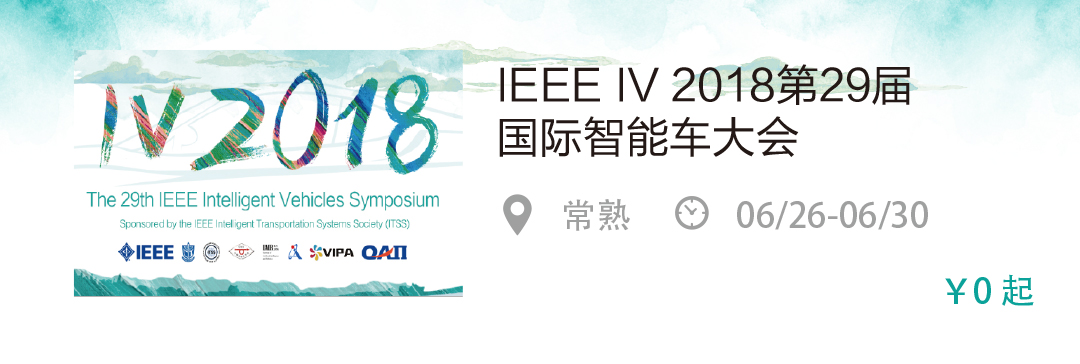 IV 2018
The 29th IEEE Intelligent Vehicles Symposium
Sponsored by the IEEE Intelligent Transportation Systems Society (ITSS)
IEEE VIPA
IEEE IV 2018第29届
国际智能车大会
常熟 06/26-06/30
¥0 起